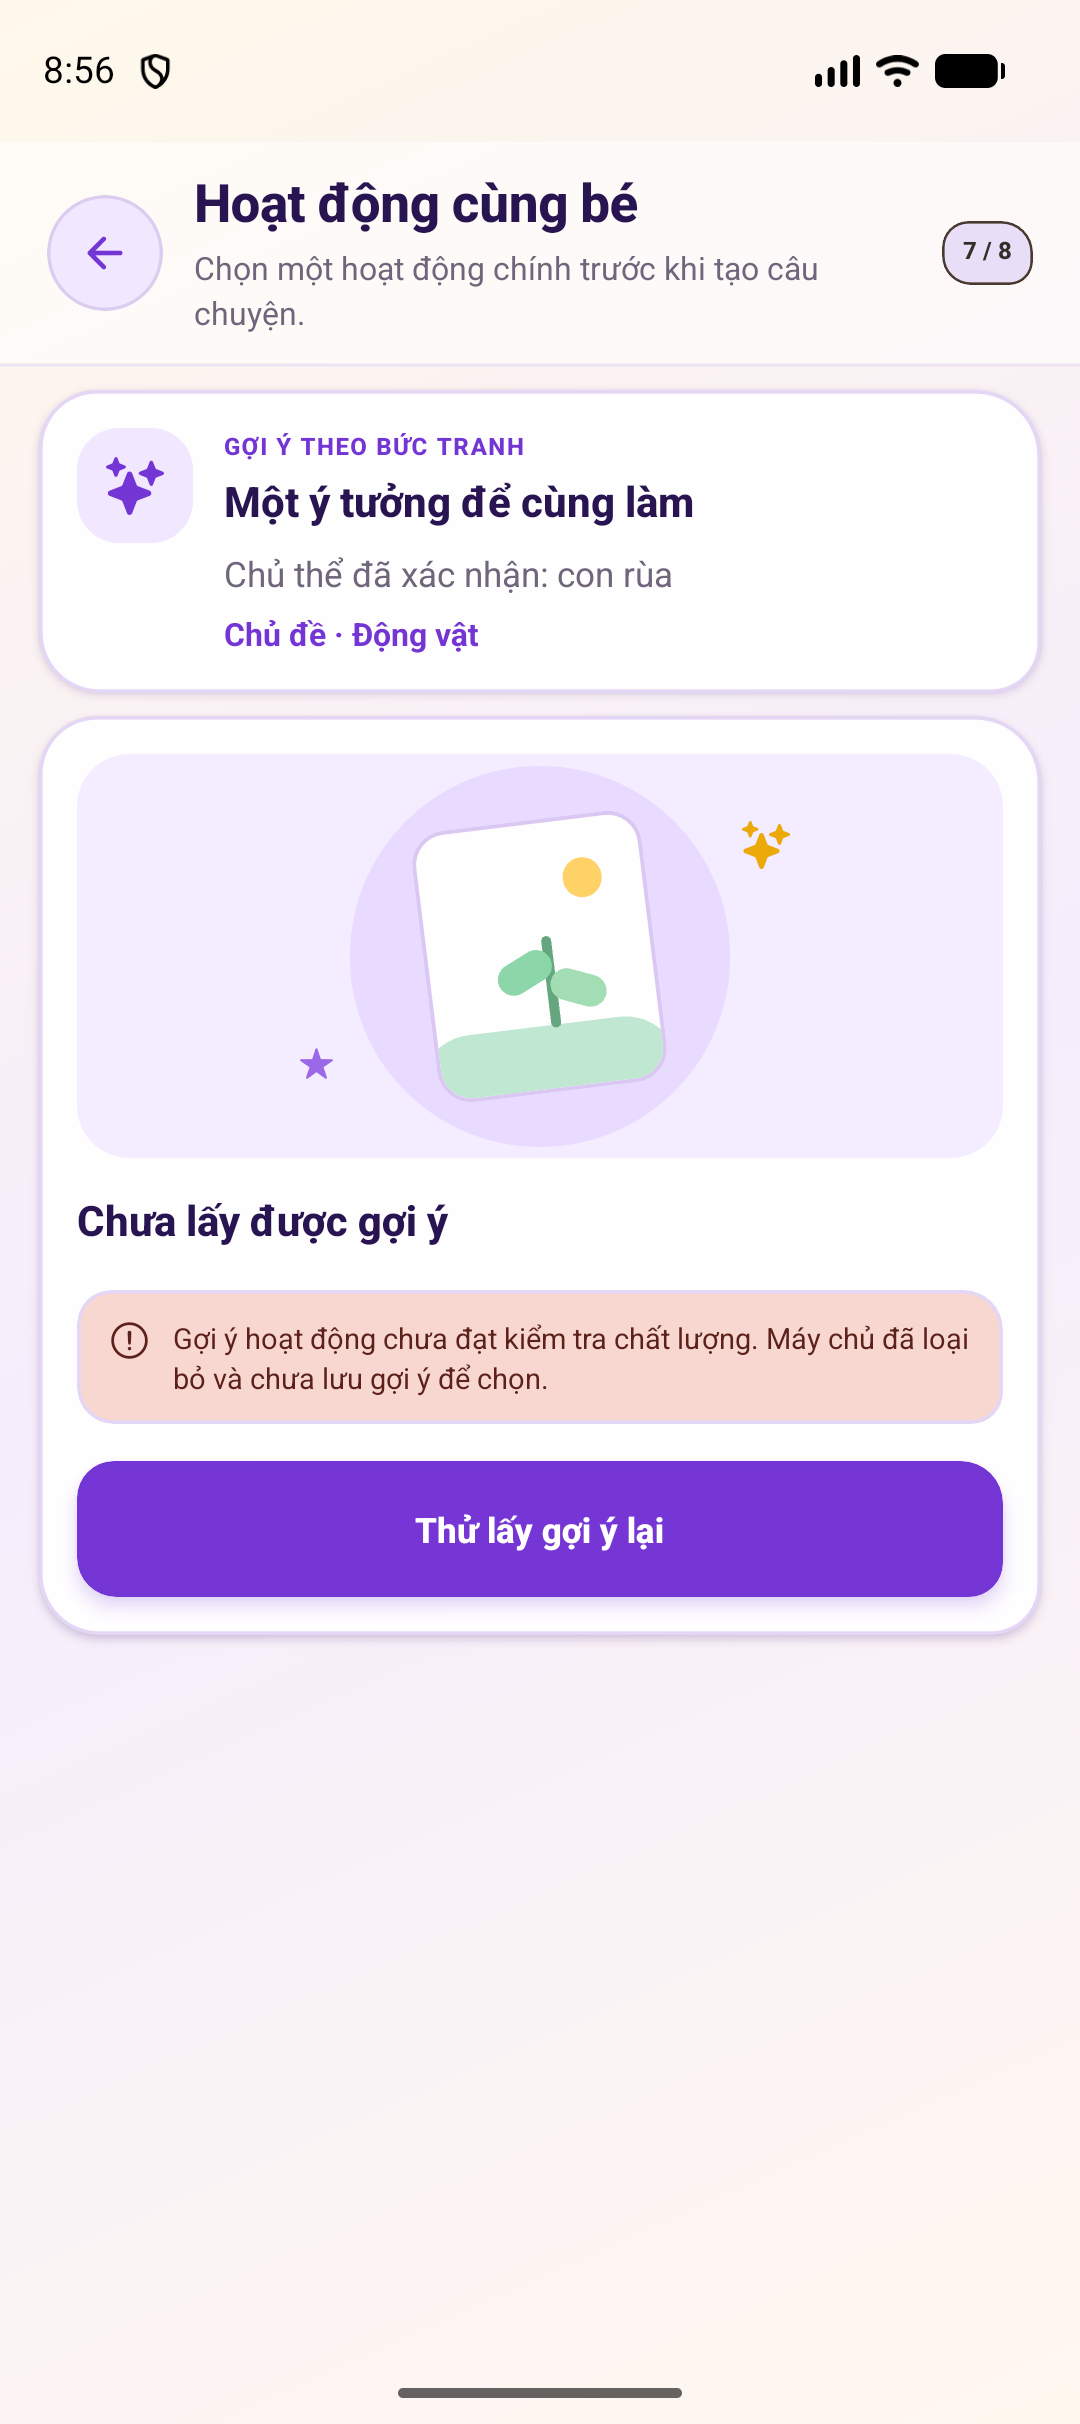 8:56
Hoạt động cùng bé
Chọn một hoạt động chính trước khi tạo câu
chuyện.
7 / 8
GỢI Ý THEO BỨC TRANH
Một ý tưởng để cùng làm
Chủ thể đã xác nhận: con rùa
Chủ đề · Động vật
Chưa lấy được gợi ý
Gợi ý hoạt động chưa đạt kiểm tra chất lượng. Máy chủ đã loại
bỏ và chưa lưu gợi ý để chọn.
Thử lấy gợi ý lại